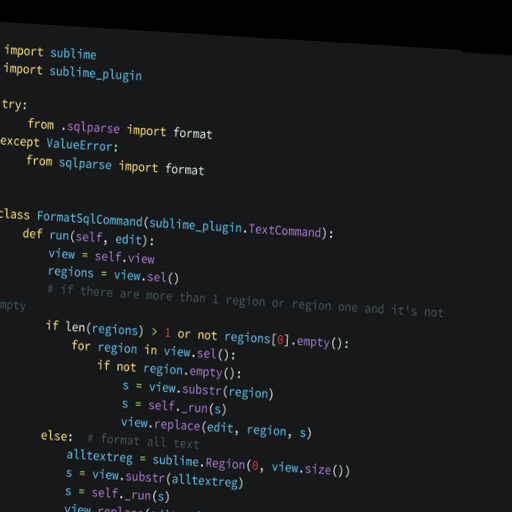 import sublime
import sublime_plugin
try:
from .sqlparse import format
except ValueError:
from sqlparse import format
class FormatSqlCommand(sublime_plugin.TextCommand):
def run(self, edit):
view = self.view
regions = view.sel()
# if there are more than 1 region or region one and it's not
empty
if len(regions) > 1 or not regions[0].empty():
for region in view.sel():
if not region.empty():
s = view.substr(region)
s = self._run(s)
view.replace(edit, region, s)
else:  # format all text
alltextreg = sublime.Region(0, view.size())
s = view.substr(alltextreg)
s = self._run(s)